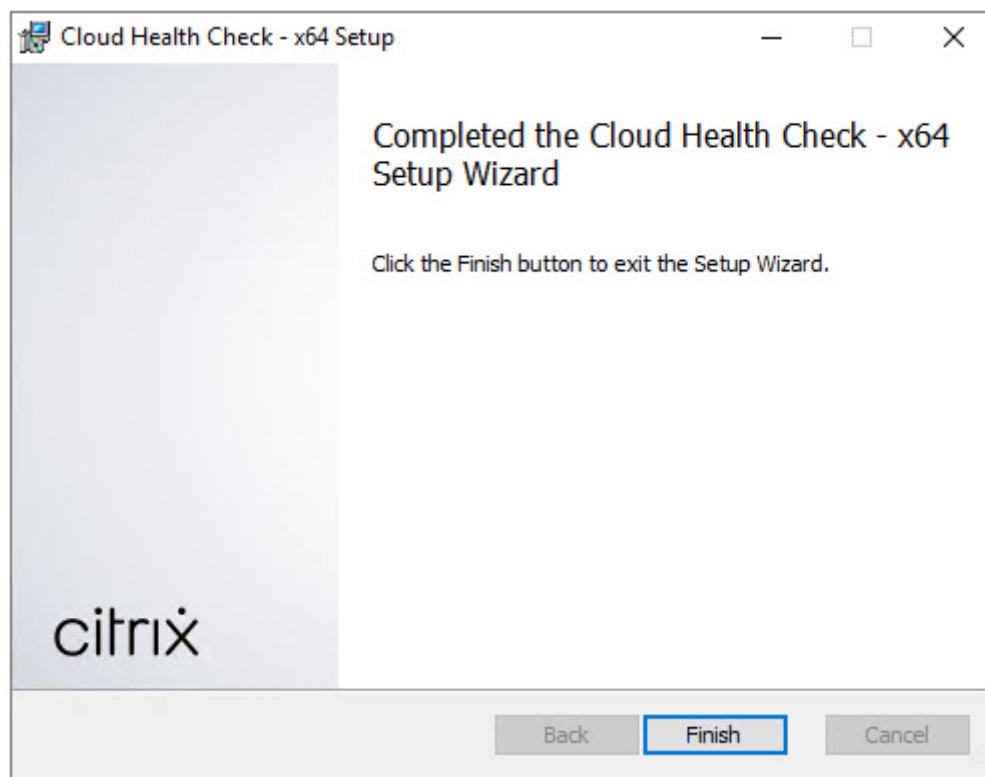 Cloud Health Check - x64 Setup
Completed the Cloud Health Check - x64
Setup Wizard
Click the Finish button to exit the Setup Wizard.
citrix
Back
Finish
Cancel